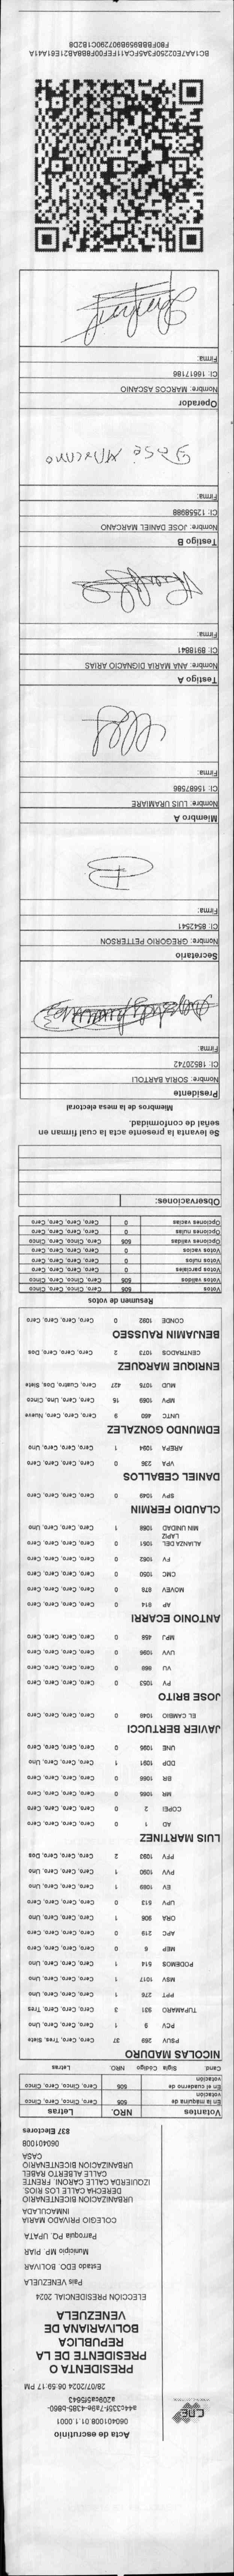 CNE
Acta de escrutinio
060401008.01.1.0001
a44c335f-7a9e-4385-b860-
a209ca5f5643
28/07/2024 06:59:17 PM
PRESIDENTA O
PRESIDENTE DE LA
REPUBLICA
BOLIVARIANA DE
VENEZUELA
ELECCIÓN PRESIDENCIAL 2024
Pais VENEZUELA
Estado EDO. BOLIVAR
Municipio MP. PIAR
Parroquia PQ. UPATA
COLEGIO PRIVADO MARIA
INMACULADA
URBANIZACION BICENTENARIO
DERECHA CALLE LOS RIOS.
IZQUIERDA CALLE CARONI. FRENTE
CALLE ALBERTO RABEL
URBANIZACION BICENTENARIO
CASA
060401008
837 Electores
Votantes NRO. Letras
En la máquina de votación 505 Cero, Cinco, Cero, Cinco
En el cuaderno de votación 505 Cero, Cinco, Cero, Cinco
Cand. Sigla Código NRO. Letras
NICOLAS MADURO
PSUV 269 37 Cero, Cero, Tres, Siete
PCV 9 1 Cero, Cero, Cero, Uno
TUPAMARO 931 3 Cero, Cero, Cero, Tres
PPT 276 1 Cero, Cero, Cero, Uno
MSV 1017 1 Cero, Cero, Cero, Uno
PODEMOS 514 1 Cero, Cero, Cero, Uno
MEP 6 0 Cero, Cero, Cero, Cero
APC 219 0 Cero, Cero, Cero, Cero
ORA 906 1 Cero, Cero, Cero, Uno
UPV 513 0 Cero, Cero, Cero, Cero
EV 1089 1 Cero, Cero, Cero, Uno
PVV 1090 1 Cero, Cero, Cero, Uno
PFV 1093 2 Cero, Cero, Cero, Dos
LUIS MARTINEZ
AD 1 0 Cero, Cero, Cero, Cero
COPEI 2 0 Cero, Cero, Cero, Cero
MR 1065 0 Cero, Cero, Cero, Cero
BR 1066 0 Cero, Cero, Cero, Cero
DDP 1091 1 Cero, Cero, Cero, Uno
UNE 1095 0 Cero, Cero, Cero, Cero
JAVIER BERTUCCI
EL CAMBIO 1046 0 Cero, Cero, Cero, Cero
JOSE BRITO
PV 1053 0 Cero, Cero, Cero, Cero
VU 869 0 Cero, Cero, Cero, Cero
UVV 1096 0 Cero, Cero, Cero, Cero
MPJ 458 0 Cero, Cero, Cero, Cero
ANTONIO ECARRI
AP 814 0 Cero, Cero, Cero, Cero
MOVEV 878 0 Cero, Cero, Cero, Cero
CMC 1050 0 Cero, Cero, Cero, Cero
FV 1062 0 Cero, Cero, Cero, Cero
ALIANZA DEL LAPIZ 1051 0 Cero, Cero, Cero, Cero
MIN UNIDAD 1068 1 Cero, Cero, Cero, Uno
CLAUDIO FERMIN
SPV 1049 0 Cero, Cero, Cero, Cero
DANIEL CEBALLOS
VPA 236 0 Cero, Cero, Cero, Cero
AREPA 1094 1 Cero, Cero, Cero, Uno
EDMUNDO GONZALEZ
UNTC 460 9 Cero, Cero, Cero, Nueve
MPV 1069 15 Cero, Cero, Uno, Cinco
MUD 1075 427 Cero, Cuatro, Dos, Siete
ENRIQUE MARQUEZ
CENTRADOS 1073 2 Cero, Cero, Cero, Dos
BENJAMIN RAUSSEO
CONDE 1092 0 Cero, Cero, Cero, Cero
Resumen de votos
Votos 505 Cero, Cinco, Cero, Cinco
Votos validos 505 Cero, Cinco, Cero, Cinco
Votos parciales 0 Cero, Cero, Cero, Cero
Votos nulos 0 Cero, Cero, Cero, Cero
Votos vacios 0 Cero, Cero, Cero, Cero
Opciones validas 505 Cero, Cinco, Cero, Cinco
Opciones nulas 0 Cero, Cero, Cero, Cero
Opciones vacias 0 Cero, Cero, Cero, Cero
Observaciones:
Se levanta la presente acta la cual firman en
señal de conformidad.
Miembros de la mesa electoral
Presidente
Nombre: SORIA BARTOLI
CI: 18520742
Firma:
Secretario
Nombre: GREGORIO PETTERSON
CI: 8542541
Firma:
Miembro A
Nombre: LUIS URAMIARE
CI: 15687586
Firma:
Testigo A
Nombre: ANA MARIA DIGNACIO ARIAS
CI: 8918841
Firma:
Testigo B
Nombre: JOSE DANIEL MARCANO
CI: 12558988
Firma:
José Marcano
Operador
Nombre: MARCOS ASCANIO
CI: 16617186
Firma:
BC1AA7E02250F3A5FCA11FEF00F8B8AB21E61A41A
F80FBBB959B907290C1B2D8